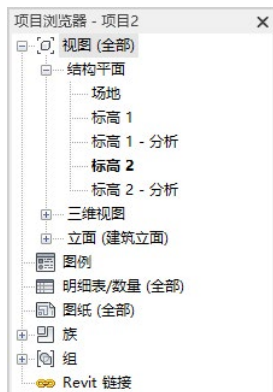 项目浏览器 - 项目2
视图 (全部)
结构平面
场地
标高 1
标高 1 - 分析
标高 2
标高 2 - 分析
三维视图
立面 (建筑立面)
图例
明细表/数量 (全部)
图纸 (全部)
族
组
Revit 链接